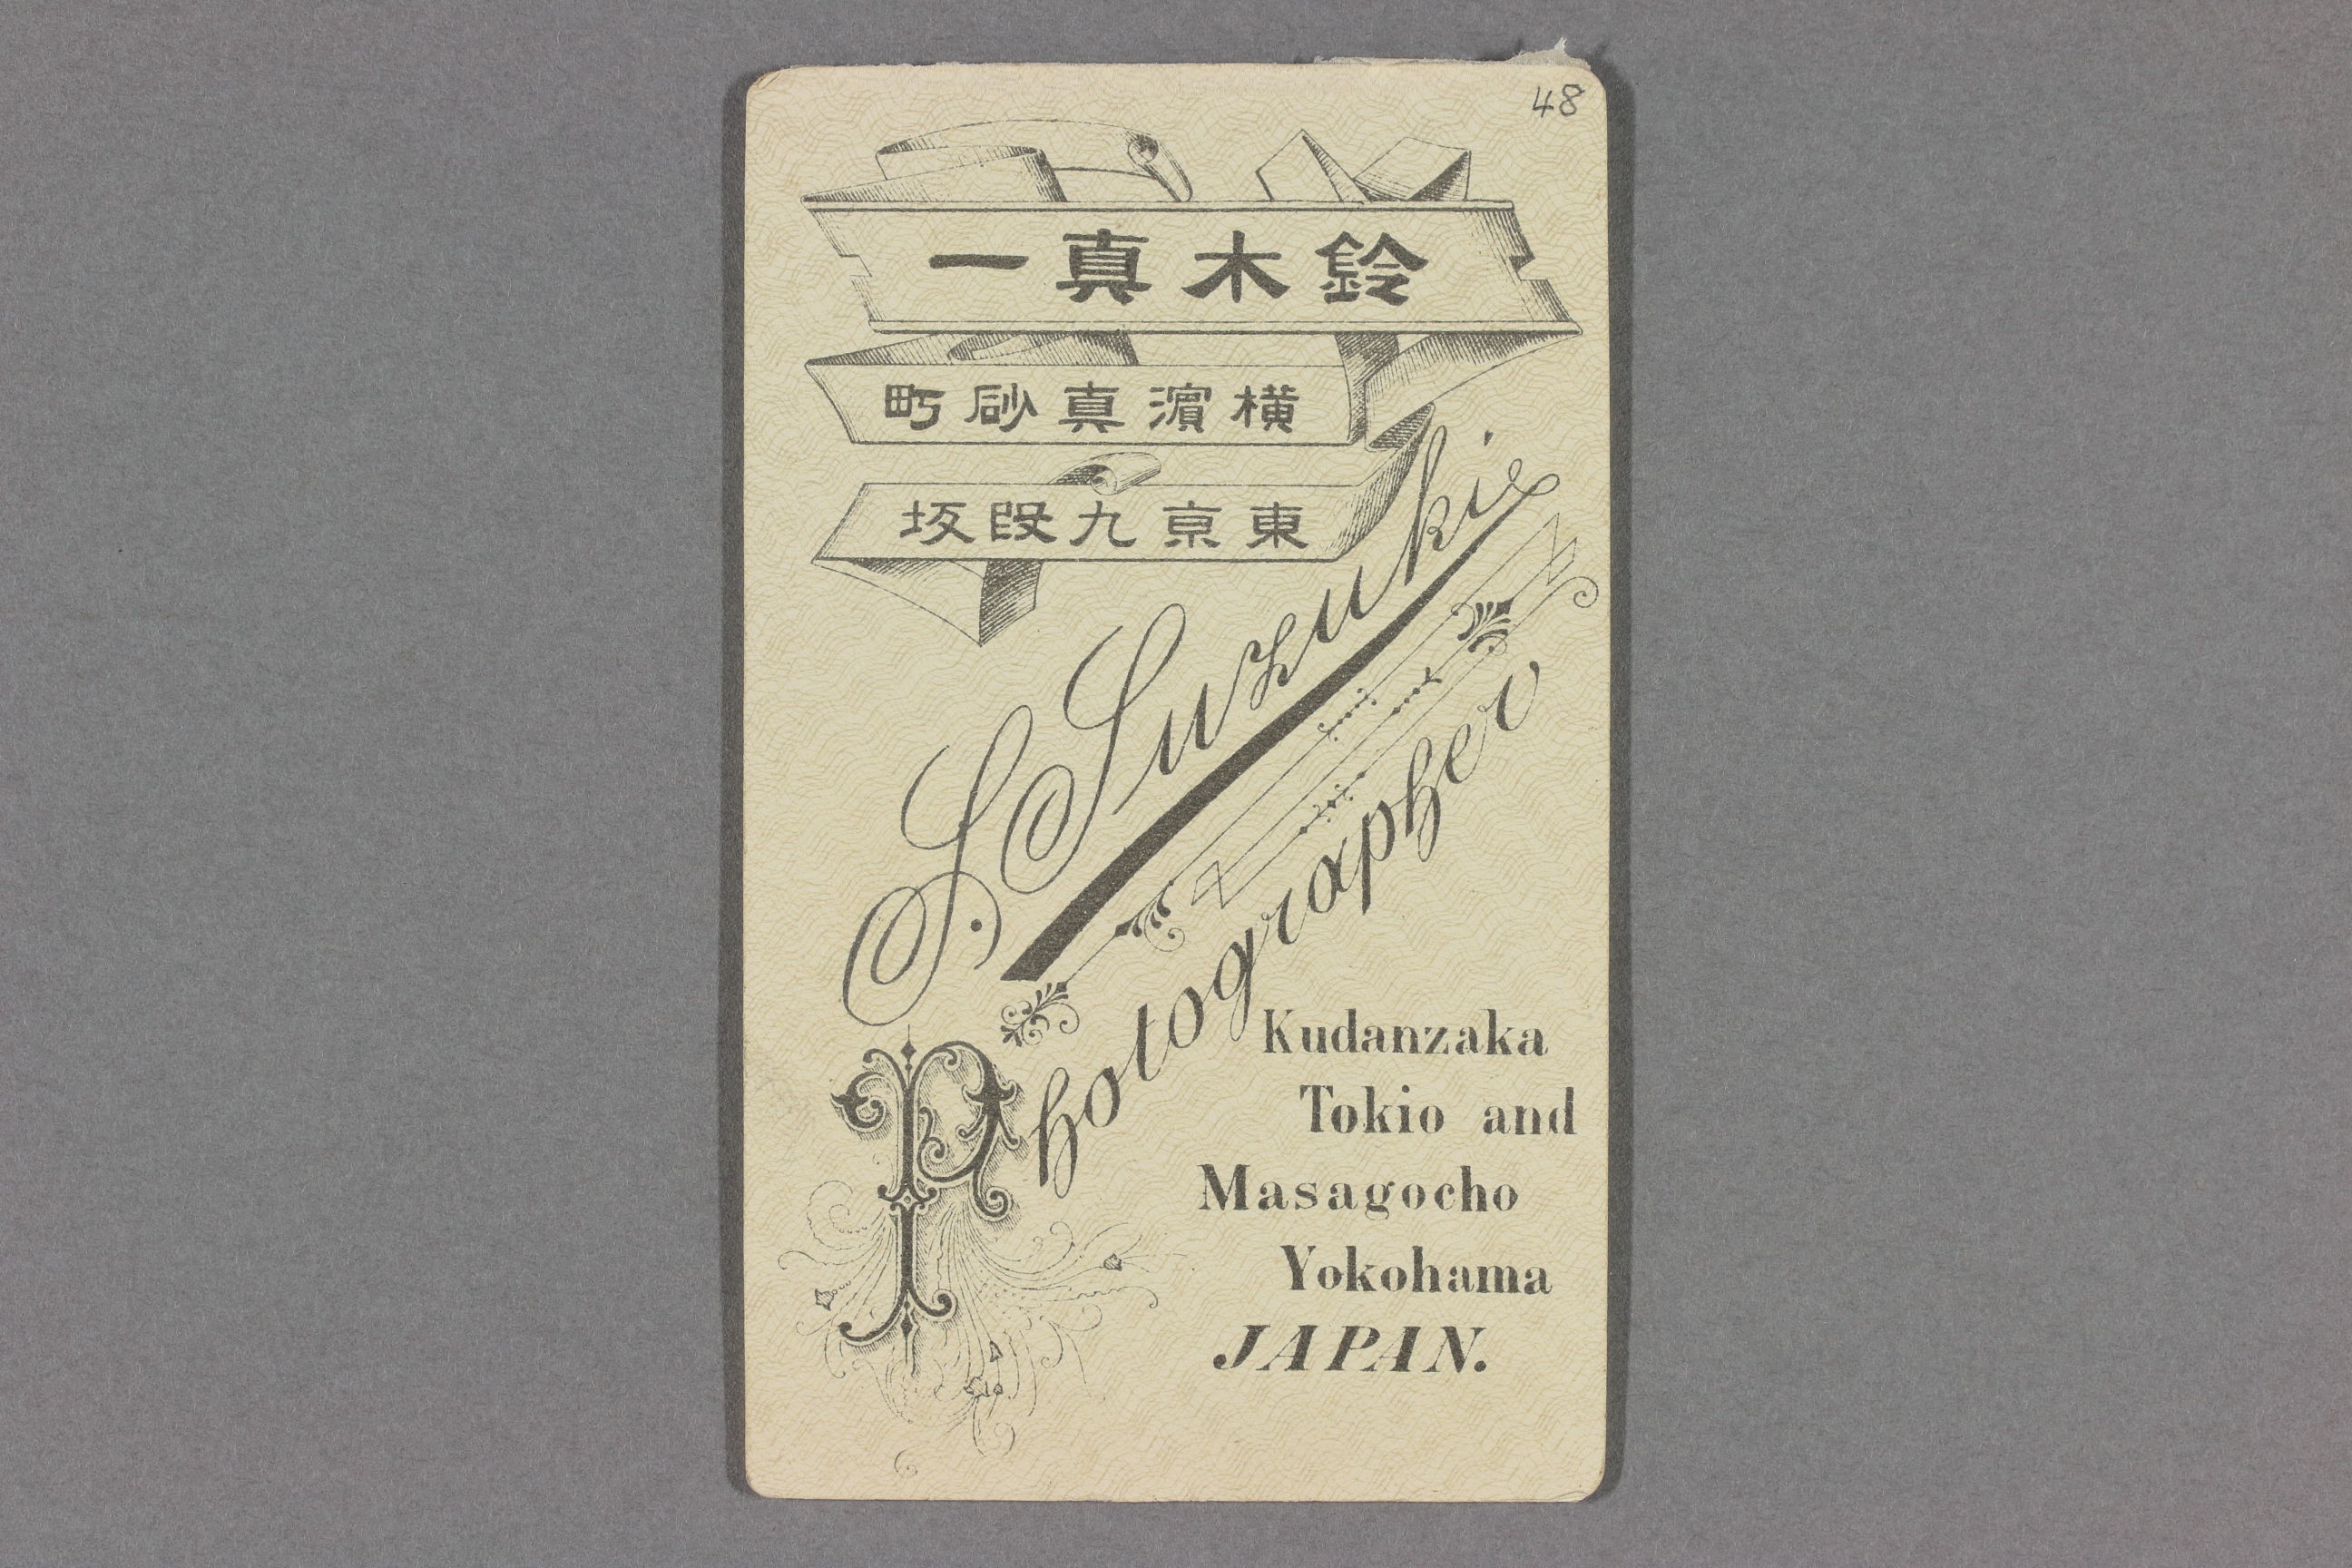 48
鈴木真一
横濵真砂町
東京九段坂
S. Suzuki
Photographer
Kudanzaka
Tokio and
Masagocho
Yokohama
JAPAN.